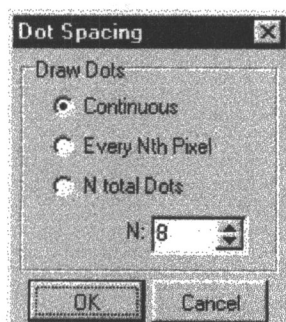 Dot Spacing
Draw Dots
Continuous
Every Nth Pixel
N total Dots
N: 8
OK Cancel